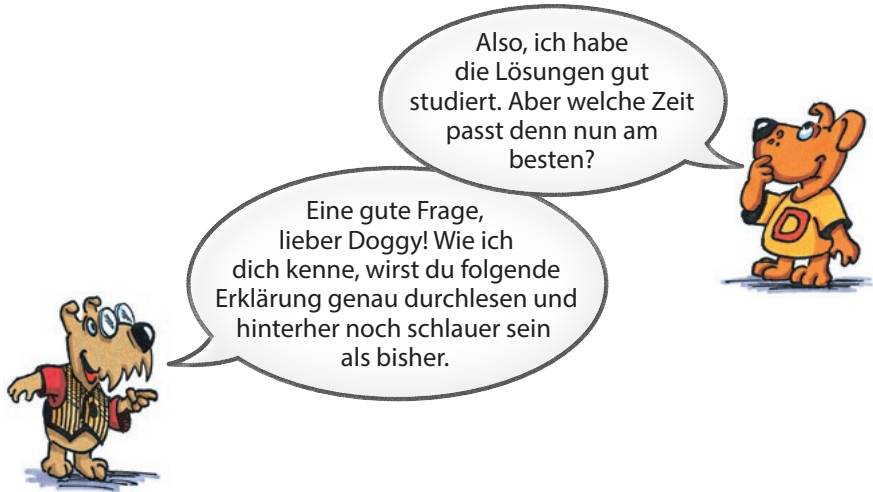 Also, ich habe
die Lösungen gut
studiert. Aber welche Zeit
passt denn nun am
besten?
D
Eine gute Frage,
lieber Doggy! Wie ich
dich kenne, wirst du folgende
Erklärung genau durchlesen und
hinterher noch schlauer sein
als bisher.